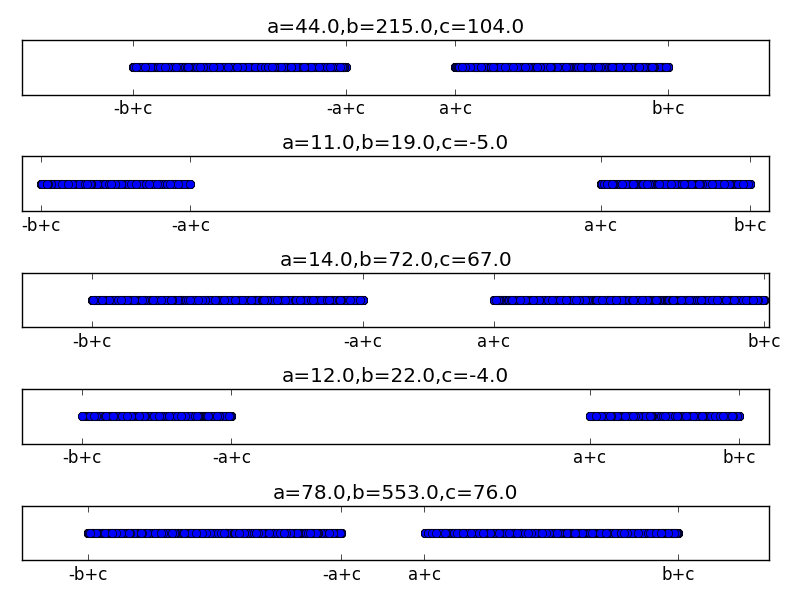 a=44.0,b=215.0,c=104.0
-b+c -a+c a+c b+c
a=11.0,b=19.0,c=-5.0
-b+c -a+c a+c b+c
a=14.0,b=72.0,c=67.0
-b+c -a+c a+c b+c
a=12.0,b=22.0,c=-4.0
-b+c -a+c a+c b+c
a=78.0,b=553.0,c=76.0
-b+c -a+c a+c b+c